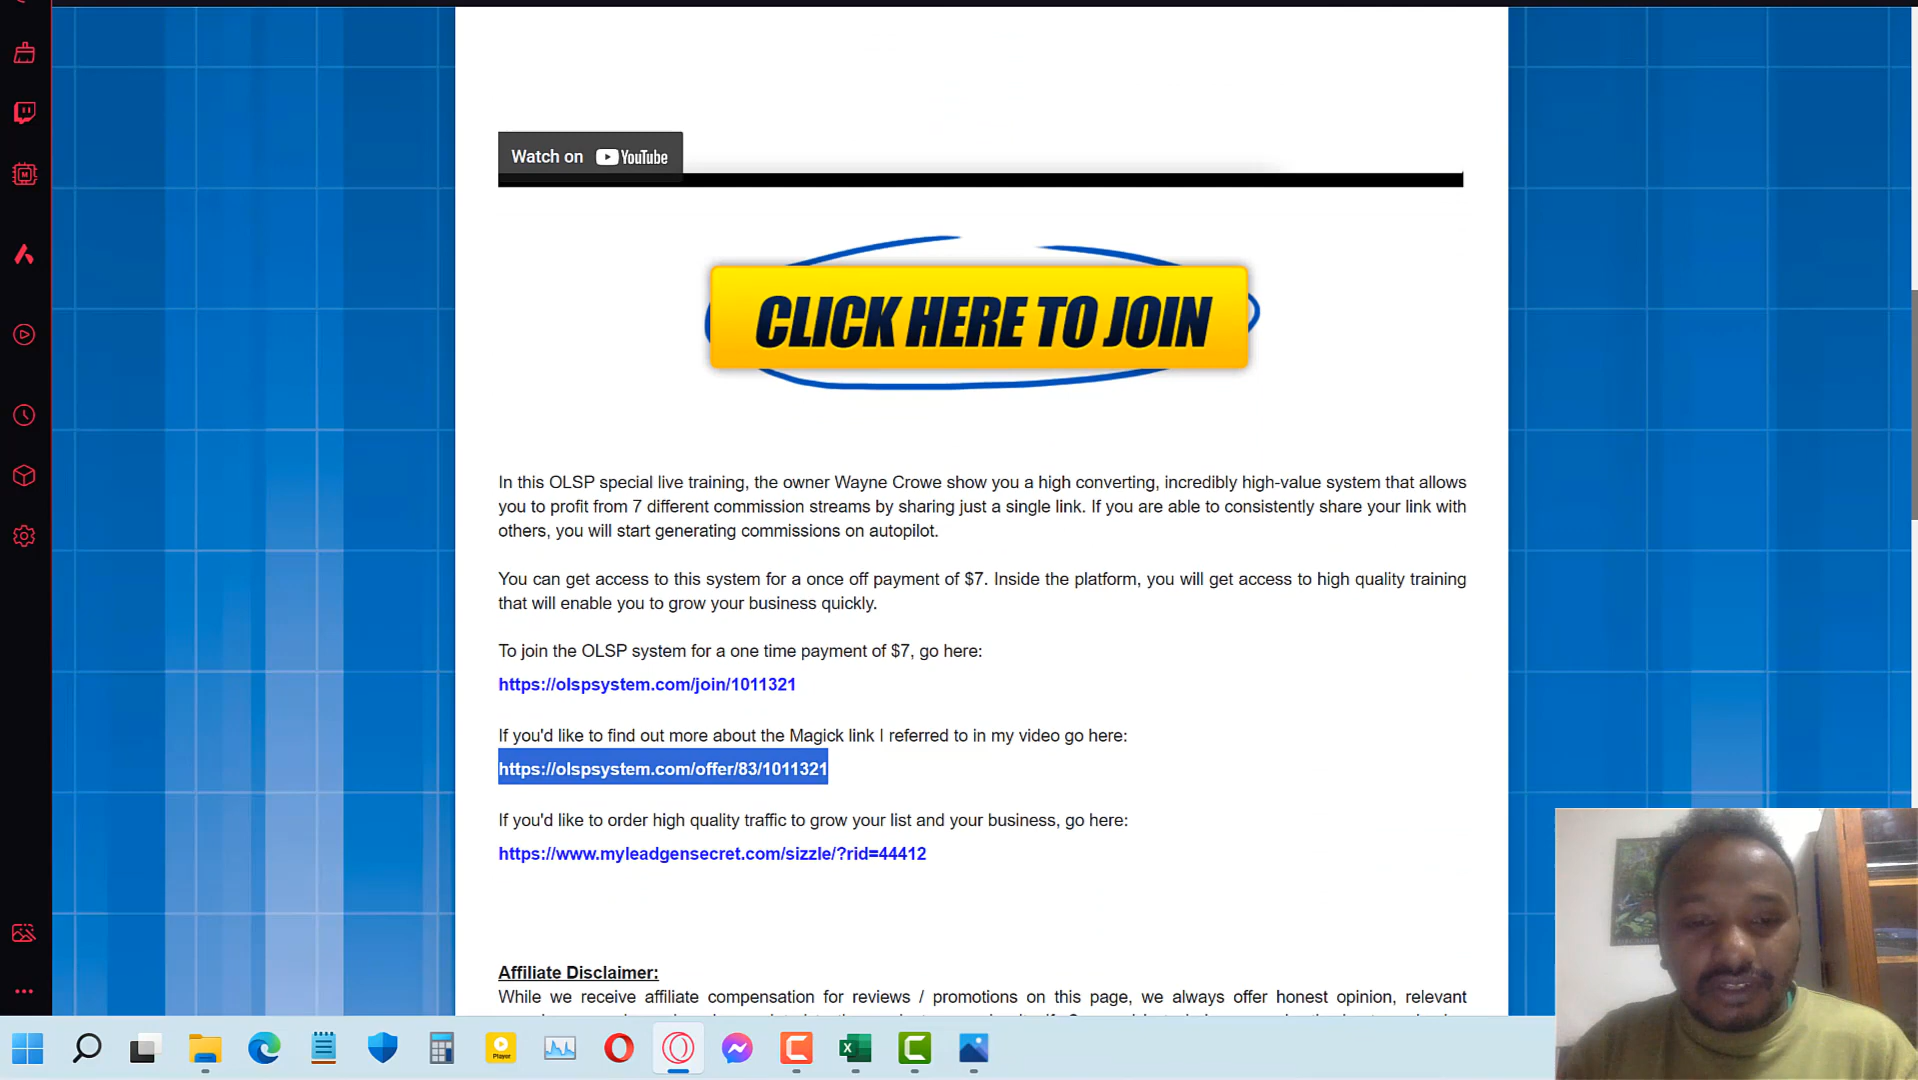 Watch on YouTube
CLICK HERE TO JOIN
In this OLSP special live training, the owner Wayne Crowe show you a high converting, incredibly high-value system that allows
you to profit from 7 different commission streams by sharing just a single link. If you are able to consistently share your link with
others, you will start generating commissions on autopilot.
You can get access to this system for a once off payment of $7. Inside the platform, you will get access to high quality training
that will enable you to grow your business quickly.
To join the OLSP system for a one time payment of $7, go here:
https://olspsystem.com/join/1011321
If you'd like to find out more about the Magick link I referred to in my video go here:
https://olspsystem.com/offer/83/1011321
If you'd like to order high quality traffic to grow your list and your business, go here:
https://www.myleadgensecret.com/sizzle/?rid=44412
Affiliate Disclaimer:
While we receive affiliate compensation for reviews / promotions on this page, we always offer honest opinion, relevant
Player